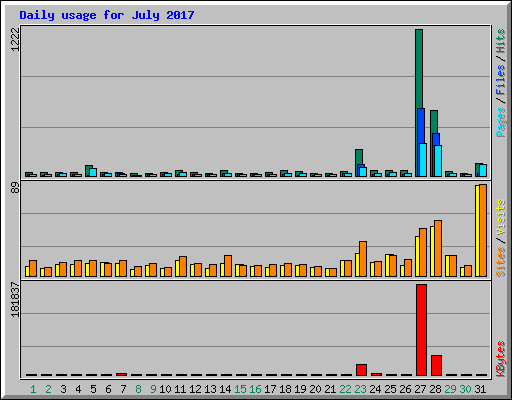 Daily usage for July 2017
1222
Pages / Files / Hits
89
Sites / Visits
181837
KBytes
1 2 3 4 5 6 7 8 9 10 11 12 13 14 15 16 17 18 19 20 21 22 23 24 25 26 27 28 29 30 31